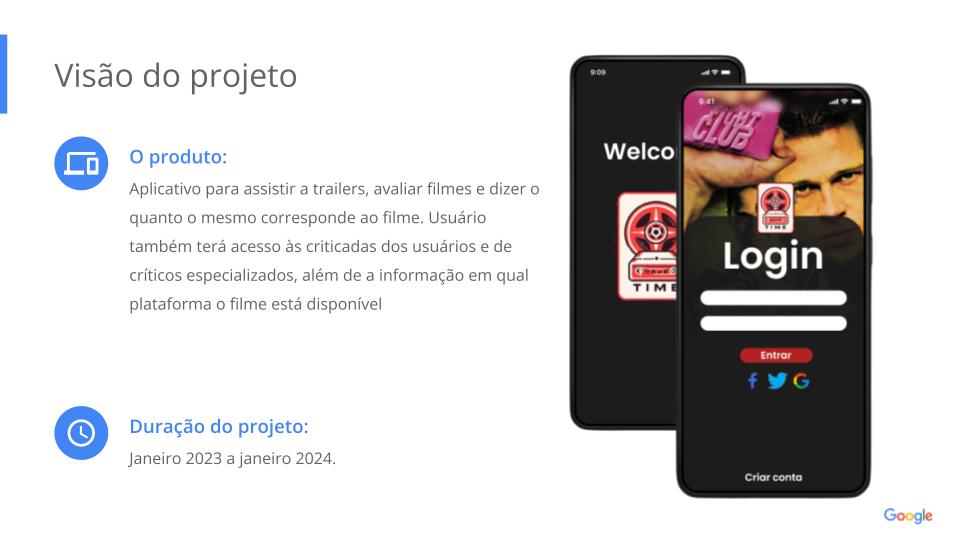 Visão do projeto
O produto:
Aplicativo para assistir a trailers, avaliar filmes e dizer o
quanto o mesmo corresponde ao filme. Usuário
também terá acesso às criticadas dos usuários e de
críticos especializados, além de a informação em qual
plataforma o filme está disponível
Duração do projeto:
Janeiro 2023 a janeiro 2024.
9:09
Welco
TIME
9:41
FIGHT
CLUB
TIME
Login
Entrar
Criar conta
Google